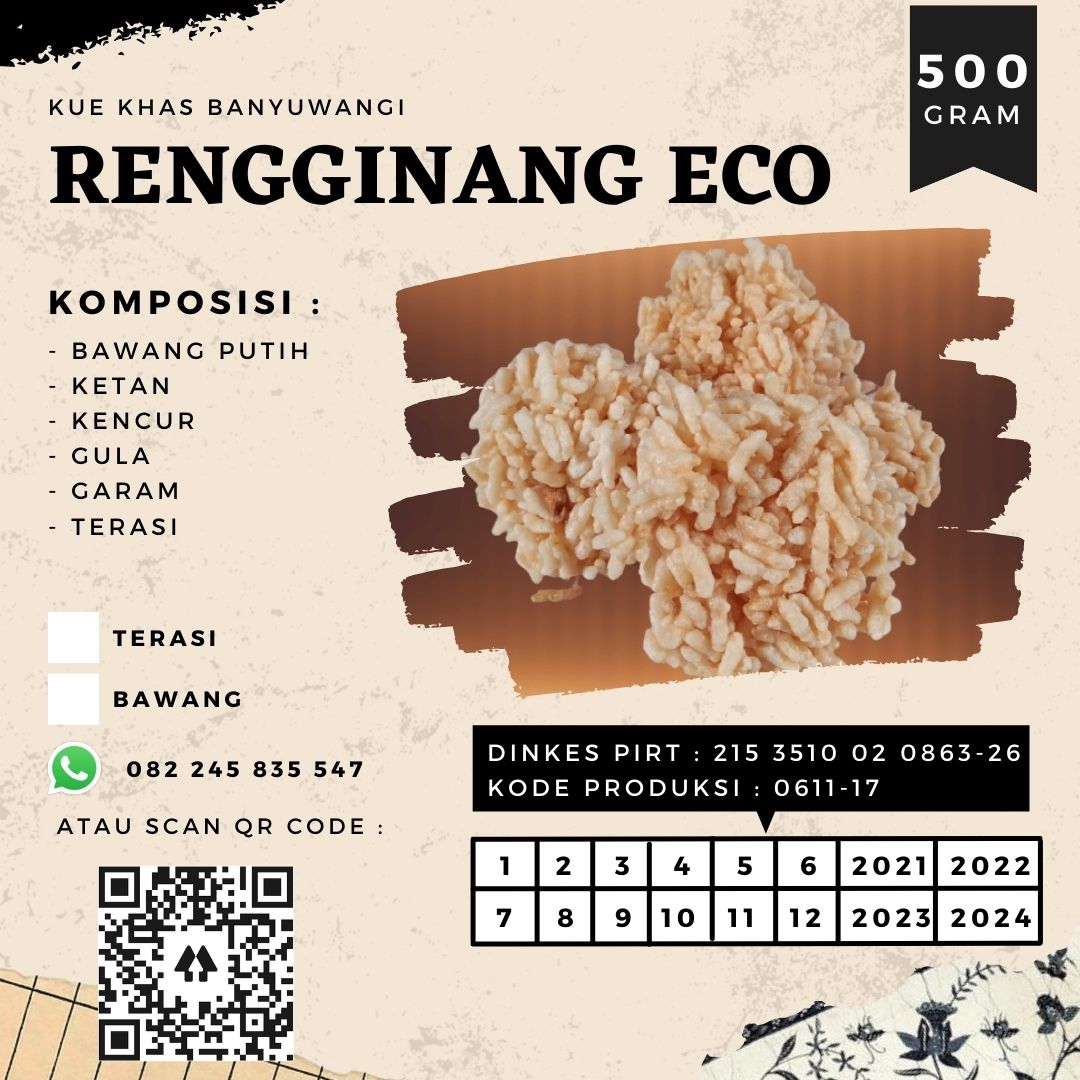 500
GRAM
KUE KHAS BANYUWANGI
RENGGINANG ECO
KOMPOSISI :
- BAWANG PUTIH
- KETAN
- KENCUR
- GULA
- GARAM
- TERASI
TERASI
BAWANG
082 245 835 547
ATAU SCAN QR CODE :
DINKES PIRT : 215 3510 02 0863-26
KODE PRODUKSI : 0611-17
1 2 3 4 5 6 2021 2022
7 8 9 10 11 12 2023 2024